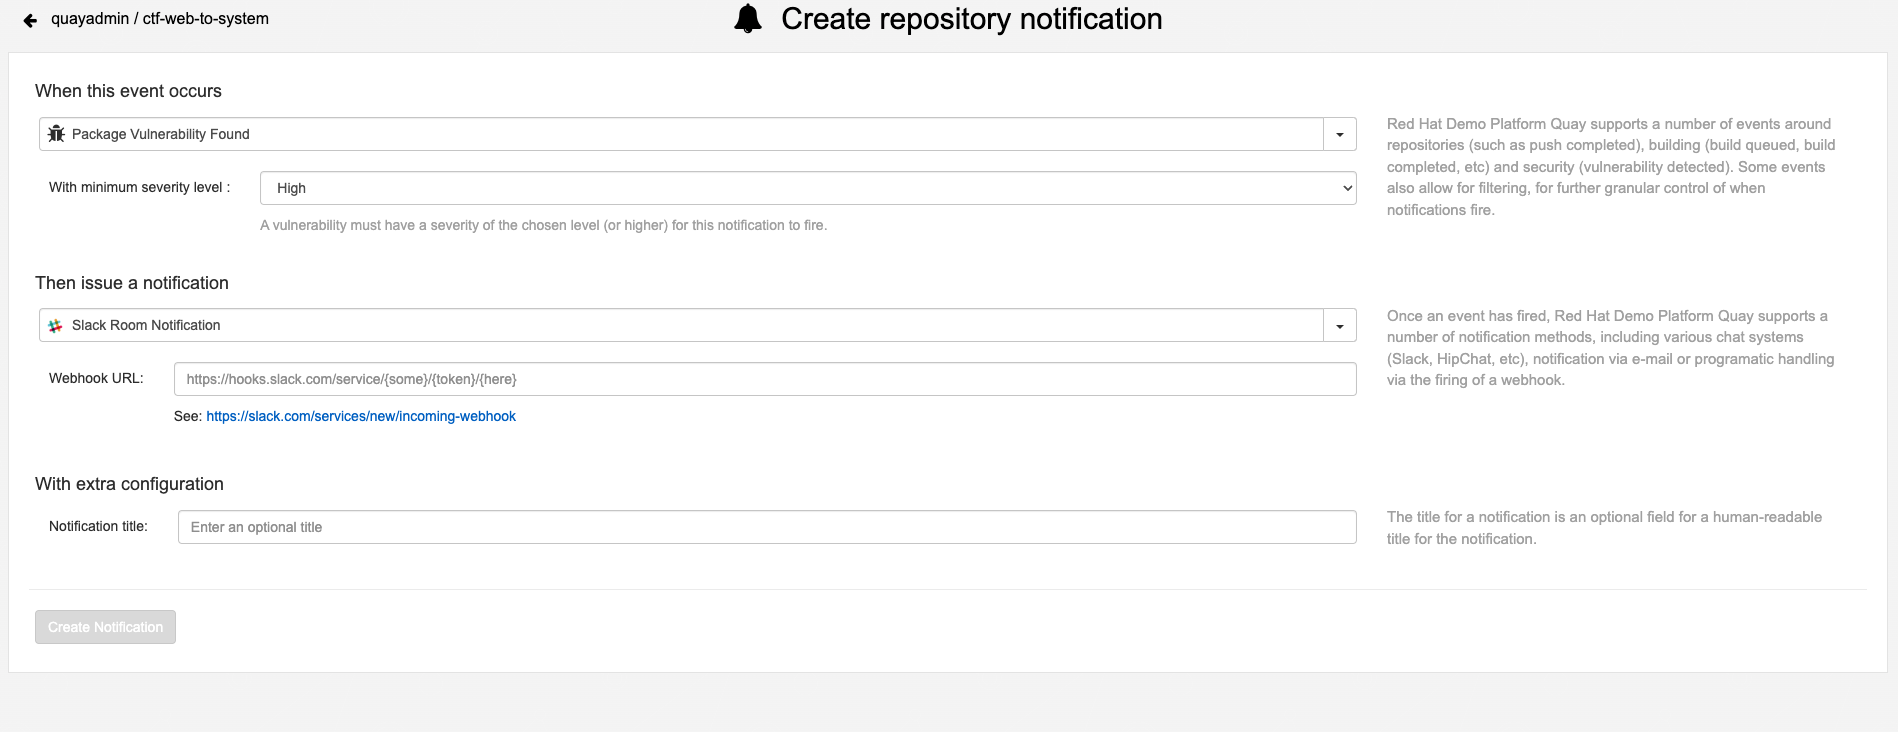 quayadmin / ctf-web-to-system
Create repository notification
When this event occurs
Package Vulnerability Found
Red Hat Demo Platform Quay supports a number of events around
repositories (such as push completed), building (build queued, build
completed, etc) and security (vulnerability detected). Some events
also allow for filtering, for further granular control of when
notifications fire.
With minimum severity level :
High
A vulnerability must have a severity of the chosen level (or higher) for this notification to fire.
Then issue a notification
Slack Room Notification
Once an event has fired, Red Hat Demo Platform Quay supports a
number of notification methods, including various chat systems
(Slack, HipChat, etc), notification via e-mail or programatic handling
via the firing of a webhook.
Webhook URL:
https://hooks.slack.com/service/{some}/{token}/{here}
See: https://slack.com/services/new/incoming-webhook
With extra configuration
Notification title:
Enter an optional title
The title for a notification is an optional field for a human-readable
title for the notification.
Create Notification